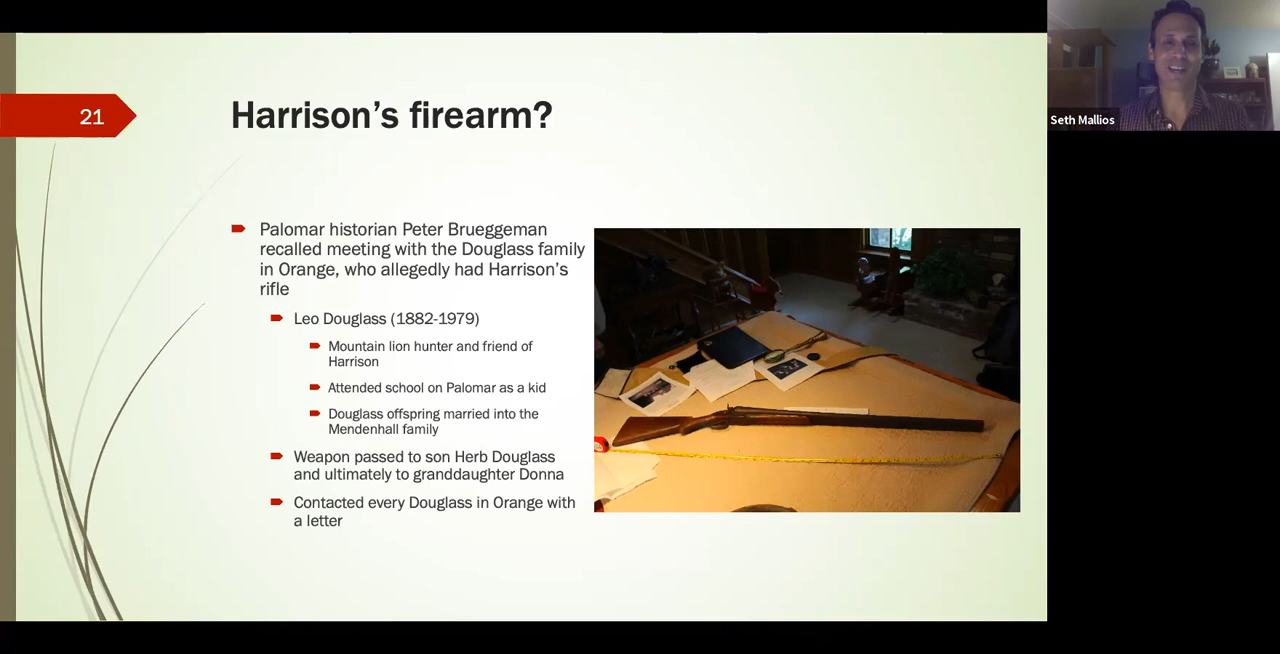 21
Harrison's firearm?
Palomar historian Peter Brueggeman
recalled meeting with the Douglass family
in Orange, who allegedly had Harrison's
rifle
Leo Douglass (1882-1979)
Mountain lion hunter and friend of
Harrison
Attended school on Palomar as a kid
Douglass offspring married into the
Mendenhall family
Weapon passed to son Herb Douglass
and ultimately to granddaughter Donna
Contacted every Douglass in Orange with
a letter
Seth Mallios